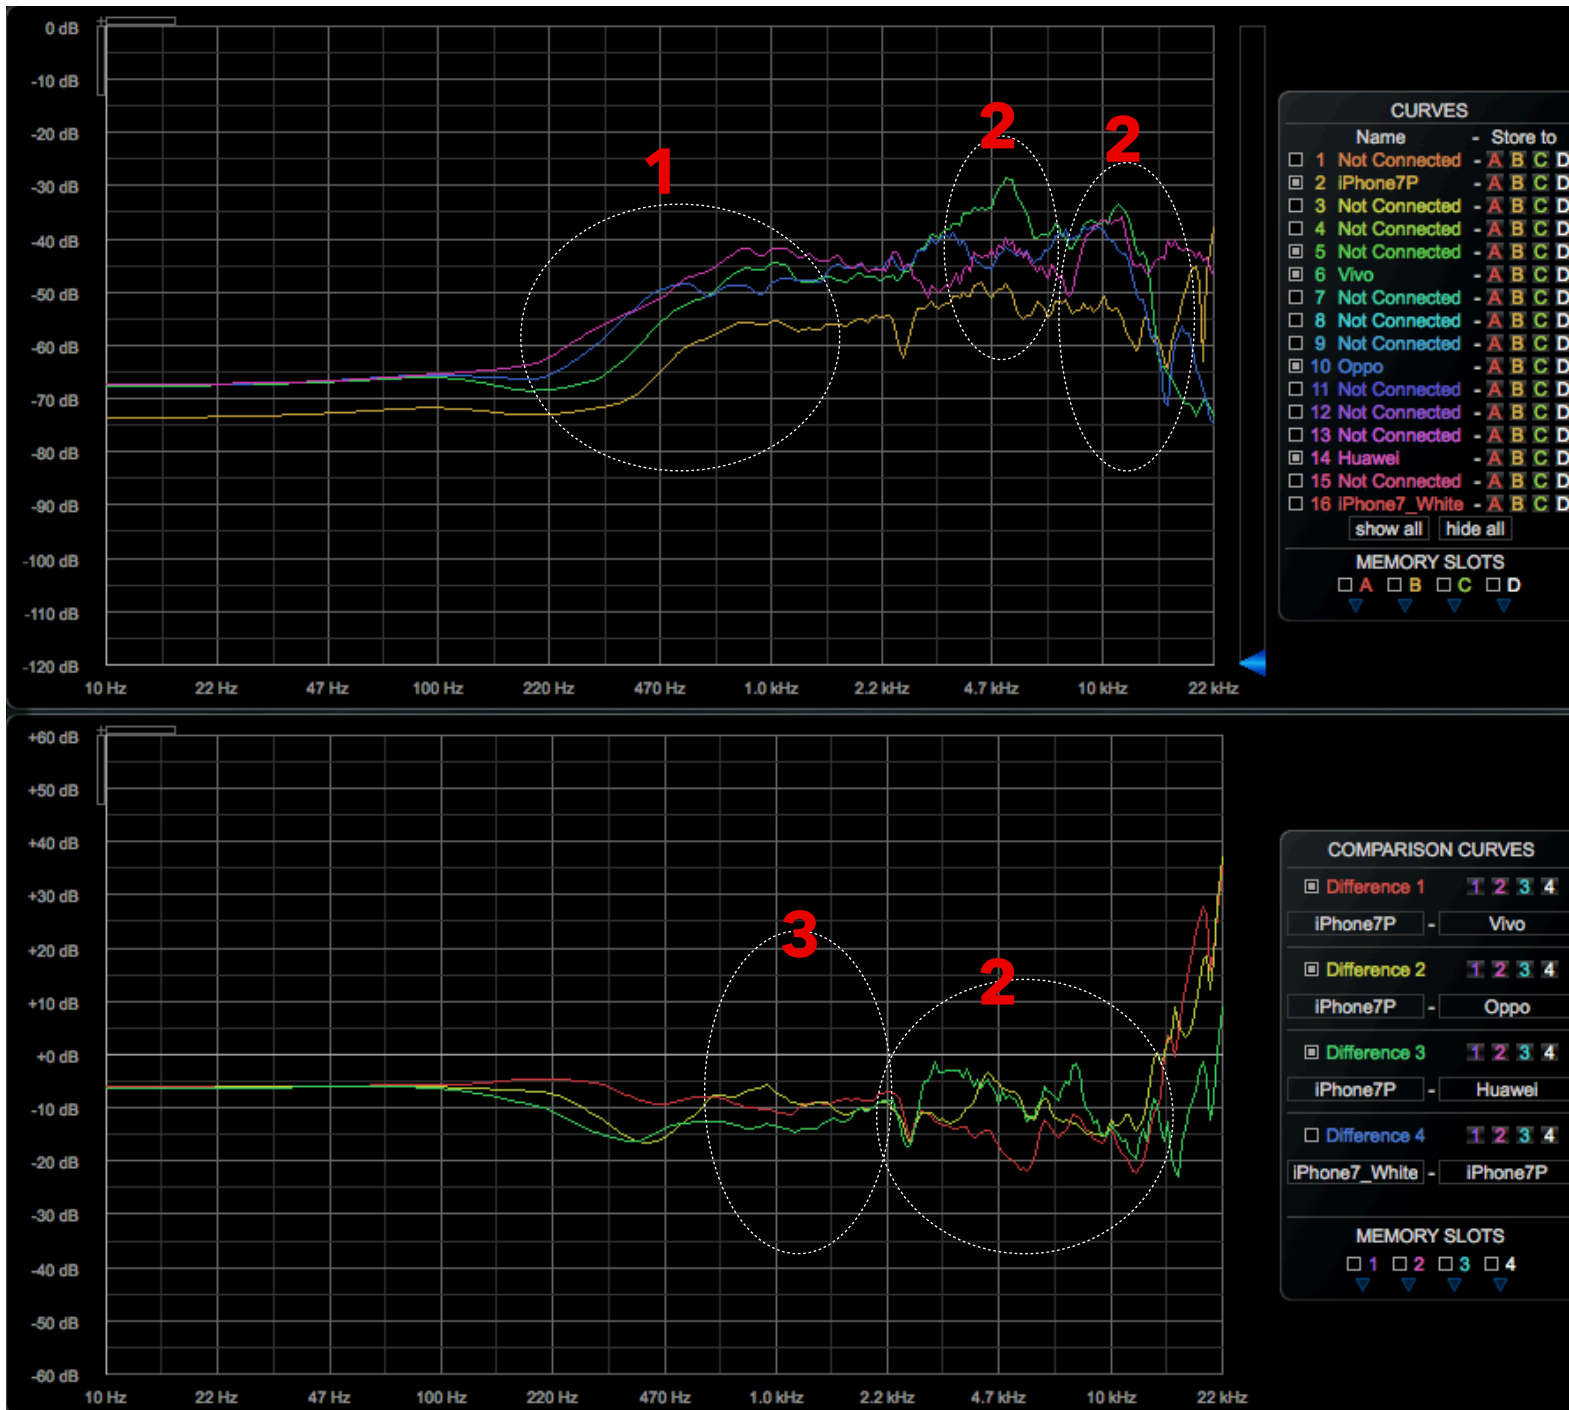 0 dB
-10 dB
-20 dB
-30 dB
-40 dB
-50 dB
-60 dB
-70 dB
-80 dB
-90 dB
-100 dB
-110 dB
-120 dB
10 Hz 22 Hz 47 Hz 100 Hz 220 Hz 470 Hz 1.0 kHz 2.2 kHz 4.7 kHz 10 kHz 22 kHz
1
2
2
CURVES
Name - Store to
1 Not Connected - A B C D
2 iPhone7P - A B C D
3 Not Connected - A B C D
4 Not Connected - A B C D
5 Not Connected - A B C D
6 Vivo - A B C D
7 Not Connected - A B C D
8 Not Connected - A B C D
9 Not Connected - A B C D
10 Oppo - A B C D
11 Not Connected - A B C D
12 Not Connected - A B C D
13 Not Connected - A B C D
14 Huawei - A B C D
15 Not Connected - A B C D
16 iPhone7_White - A B C D
show all hide all
MEMORY SLOTS
A B C D
+60 dB
+50 dB
+40 dB
+30 dB
+20 dB
+10 dB
+0 dB
-10 dB
-20 dB
-30 dB
-40 dB
-50 dB
-60 dB
10 Hz 22 Hz 47 Hz 100 Hz 220 Hz 470 Hz 1.0 kHz 2.2 kHz 4.7 kHz 10 kHz 22 kHz
3
2
COMPARISON CURVES
Difference 1 1 2 3 4
iPhone7P - Vivo
Difference 2 1 2 3 4
iPhone7P - Oppo
Difference 3 1 2 3 4
iPhone7P - Huawei
Difference 4 1 2 3 4
iPhone7_White - iPhone7P
MEMORY SLOTS
1 2 3 4